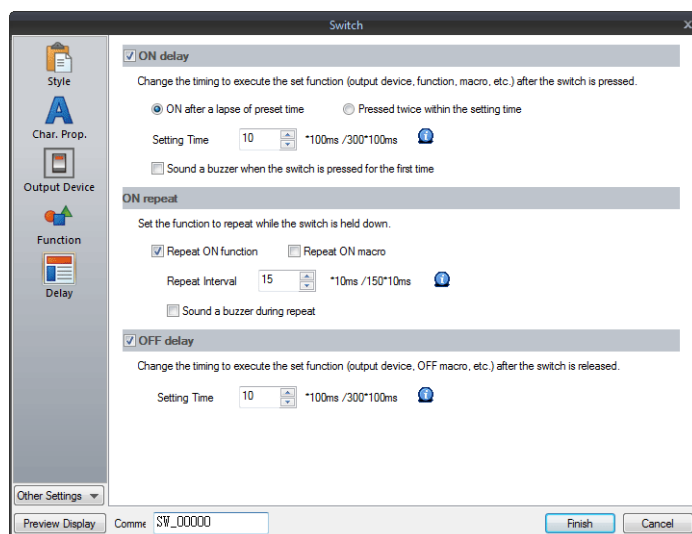 Switch
Style
Char. Prop.
Output Device
Function
Delay
Other Settings
Preview Display
ON delay
Change the timing to execute the set function (output device, function, macro, etc.) after the switch is pressed.
ON after a lapse of preset time Pressed twice within the setting time
Setting Time 10 *100ms /300*100ms
Sound a buzzer when the switch is pressed for the first time
ON repeat
Set the function to repeat while the switch is held down.
Repeat ON function Repeat ON macro
Repeat Interval 15 *10ms /150*10ms
Sound a buzzer during repeat
OFF delay
Change the timing to execute the set function (output device, OFF macro, etc.) after the switch is released.
Setting Time 10 *100ms /300*100ms
Comme SW_00000
Finish Cancel